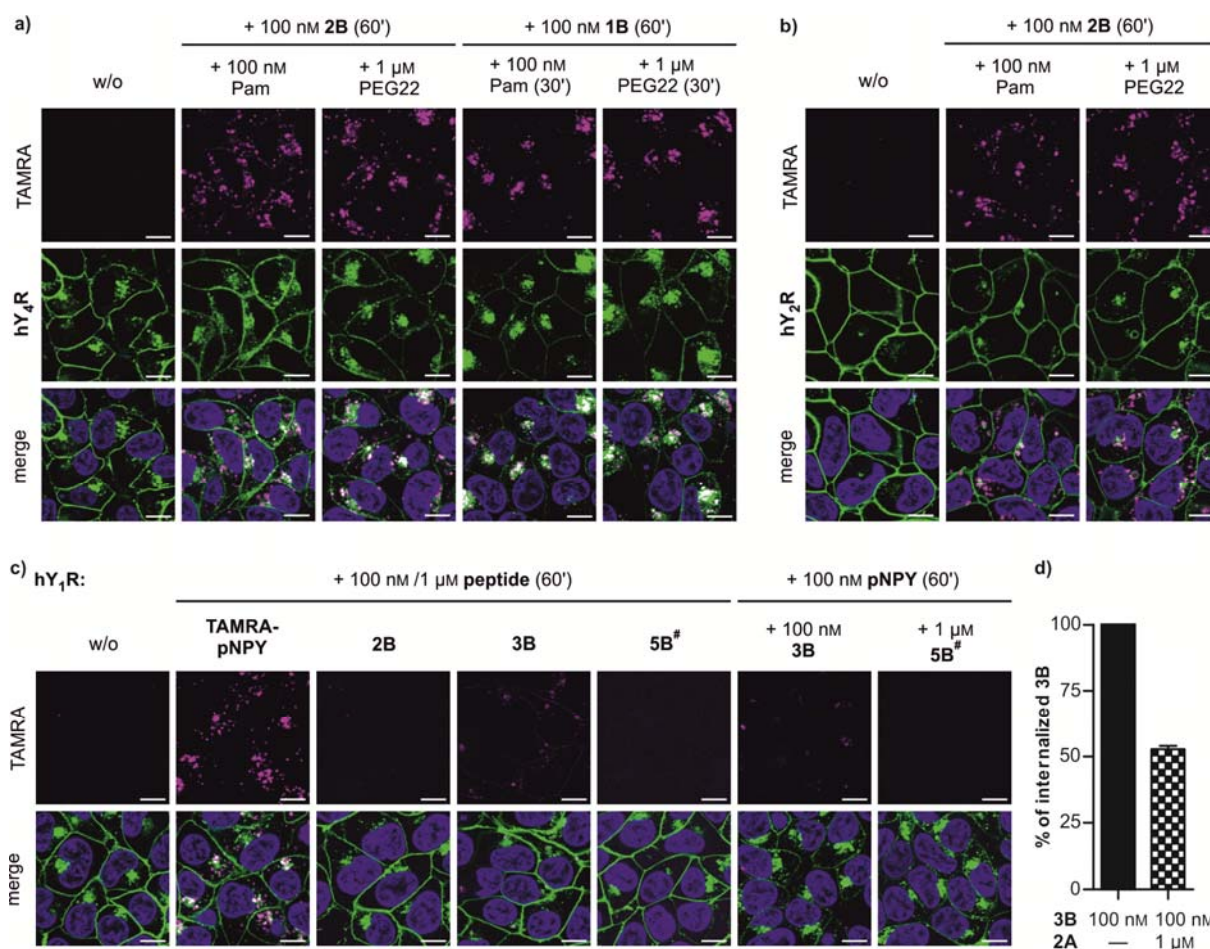 a)
+ 100 nM 2B (60')
+ 100 nM 1B (60')
w/o
+ 100 nM
Pam
+ 1 µM
PEG22
+ 100 nM
Pam (30')
+ 1 µM
PEG22 (30')
TAMRA
hY4R
merge
b)
+ 100 nM 2B (60')
w/o
+ 100 nM
Pam
+ 1 µM
PEG22
TAMRA
hY2R
merge
c)
hY1R:
+ 100 nM /1 µM peptide (60')
+ 100 nM pNPY (60')
w/o
TAMRA-
pNPY
2B
3B
5B#
+ 100 nM
3B
+ 1 µM
5B#
TAMRA
merge
d)
% of internalized 3B
100
75
50
25
0
3B 100 nM 100 nM
2A — 1 µM